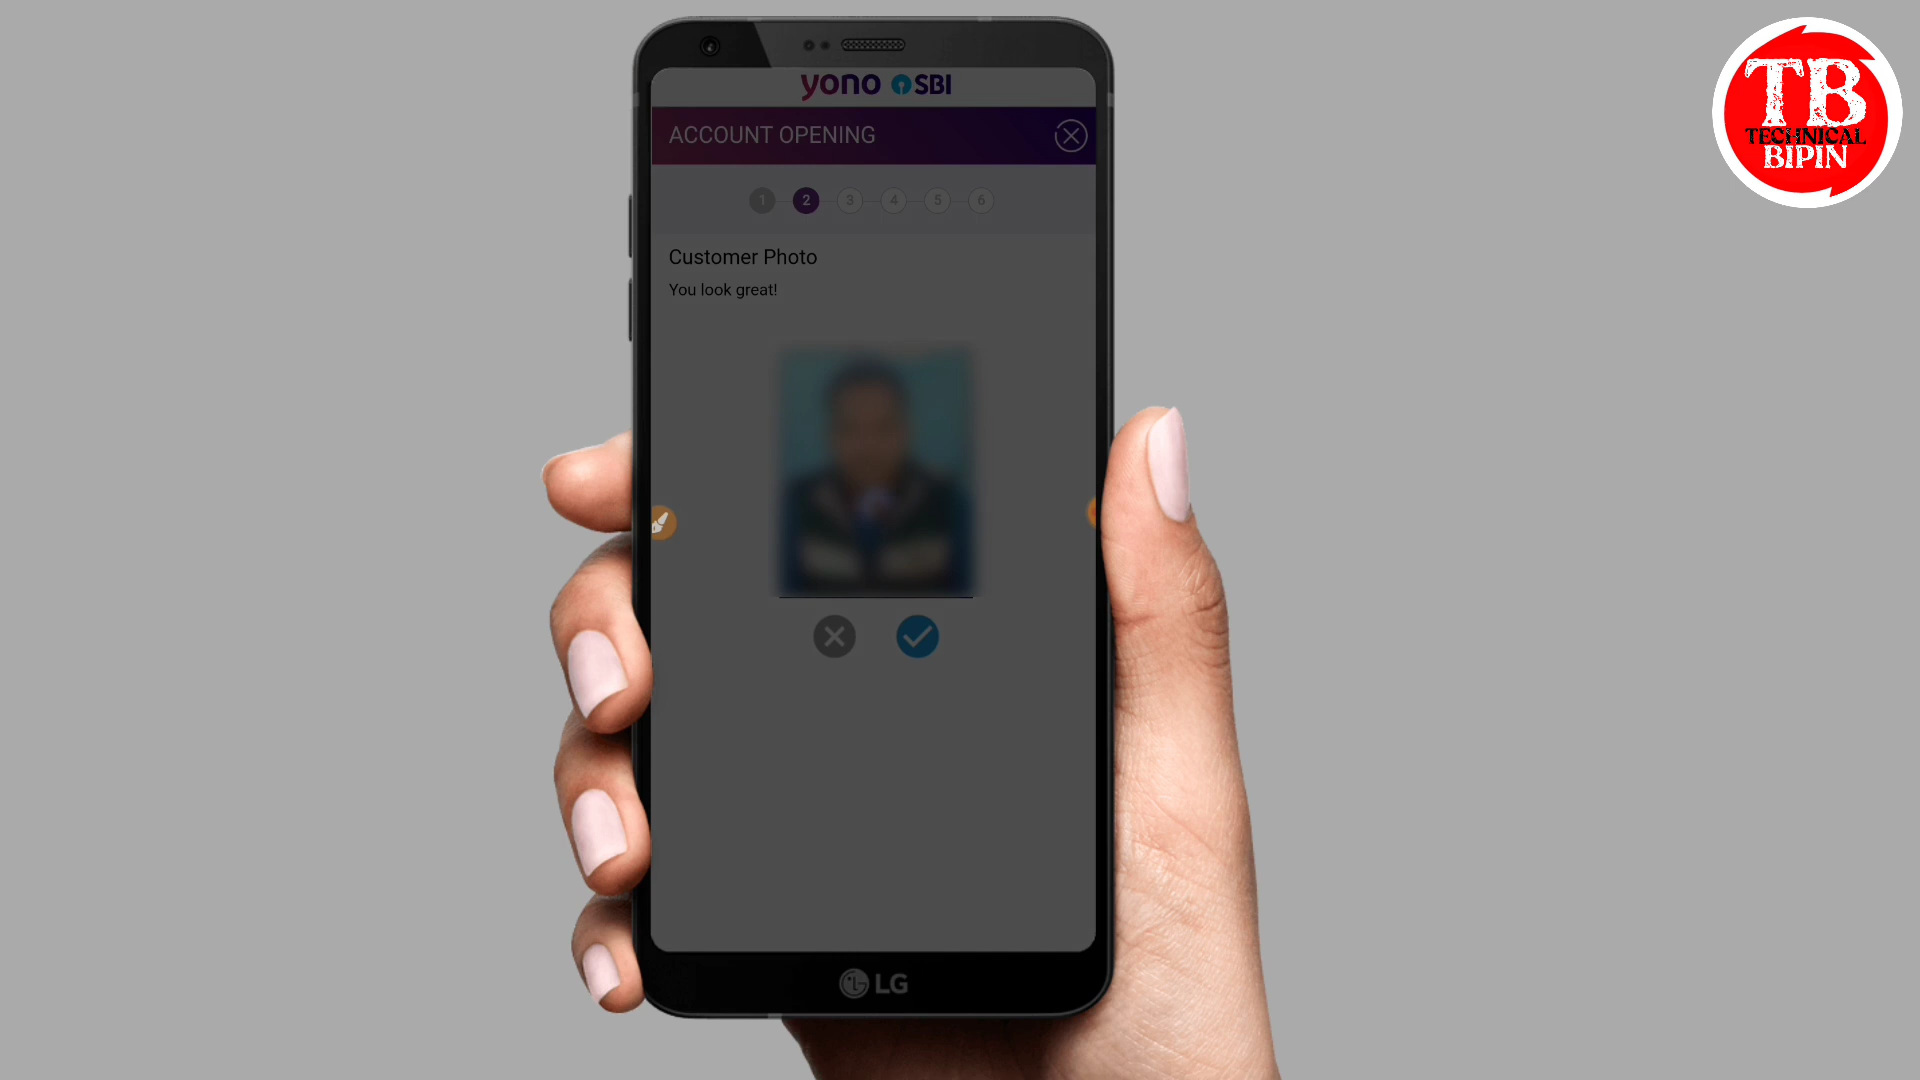 yono SBI
ACCOUNT OPENING
1 2 3 4 5 6
Customer Photo
You look great!
LG
TB
TECHNICAL
BIPIN